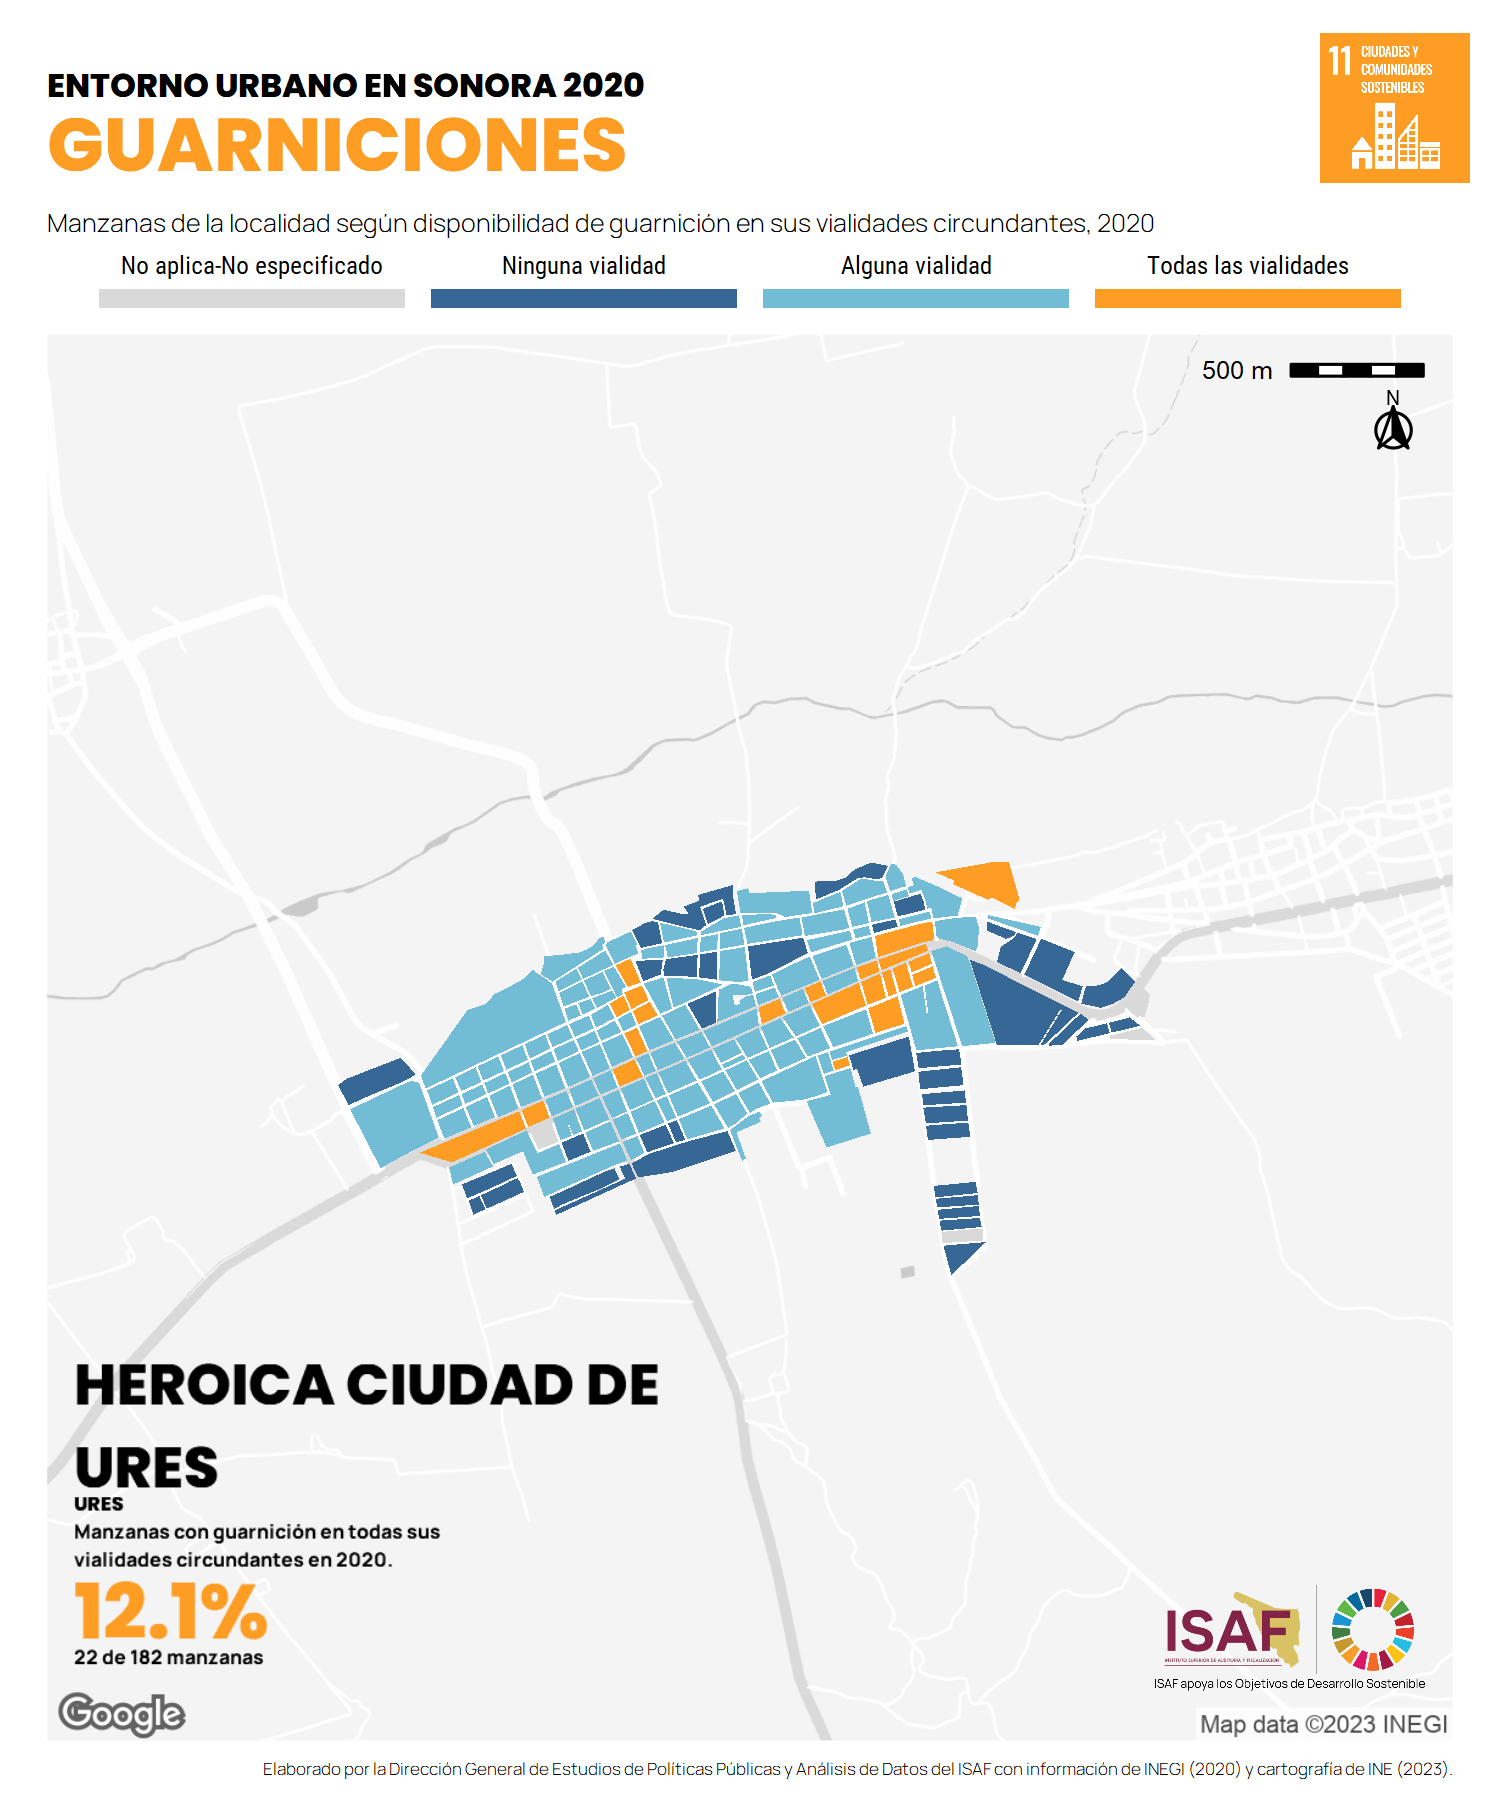 ENTORNO URBANO EN SONORA 2020
GUARNICIONES
11 CIUDADES Y
COMUNIDADES
SOSTENIBLES
Manzanas de la localidad según disponibilidad de guarnición en sus vialidades circundantes, 2020
No aplica-No especificado
Ninguna vialidad
Alguna vialidad
Todas las vialidades
500 m
N
HEROICA CIUDAD DE
URES
URES
Manzanas con guarnición en todas sus
vialidades circundantes en 2020.
12.1%
22 de 182 manzanas
Google
ISAF
INSTITUTO SUPERIOR DE AUDITORÍA Y FISCALIZACIÓN
ISAF apoya los Objetivos de Desarrollo Sostenible
Map data ©2023 INEGI
Elaborado por la Dirección General de Estudios de Políticas Públicas y Análisis de Datos del ISAF con información de INEGI (2020) y cartografía de INE (2023).